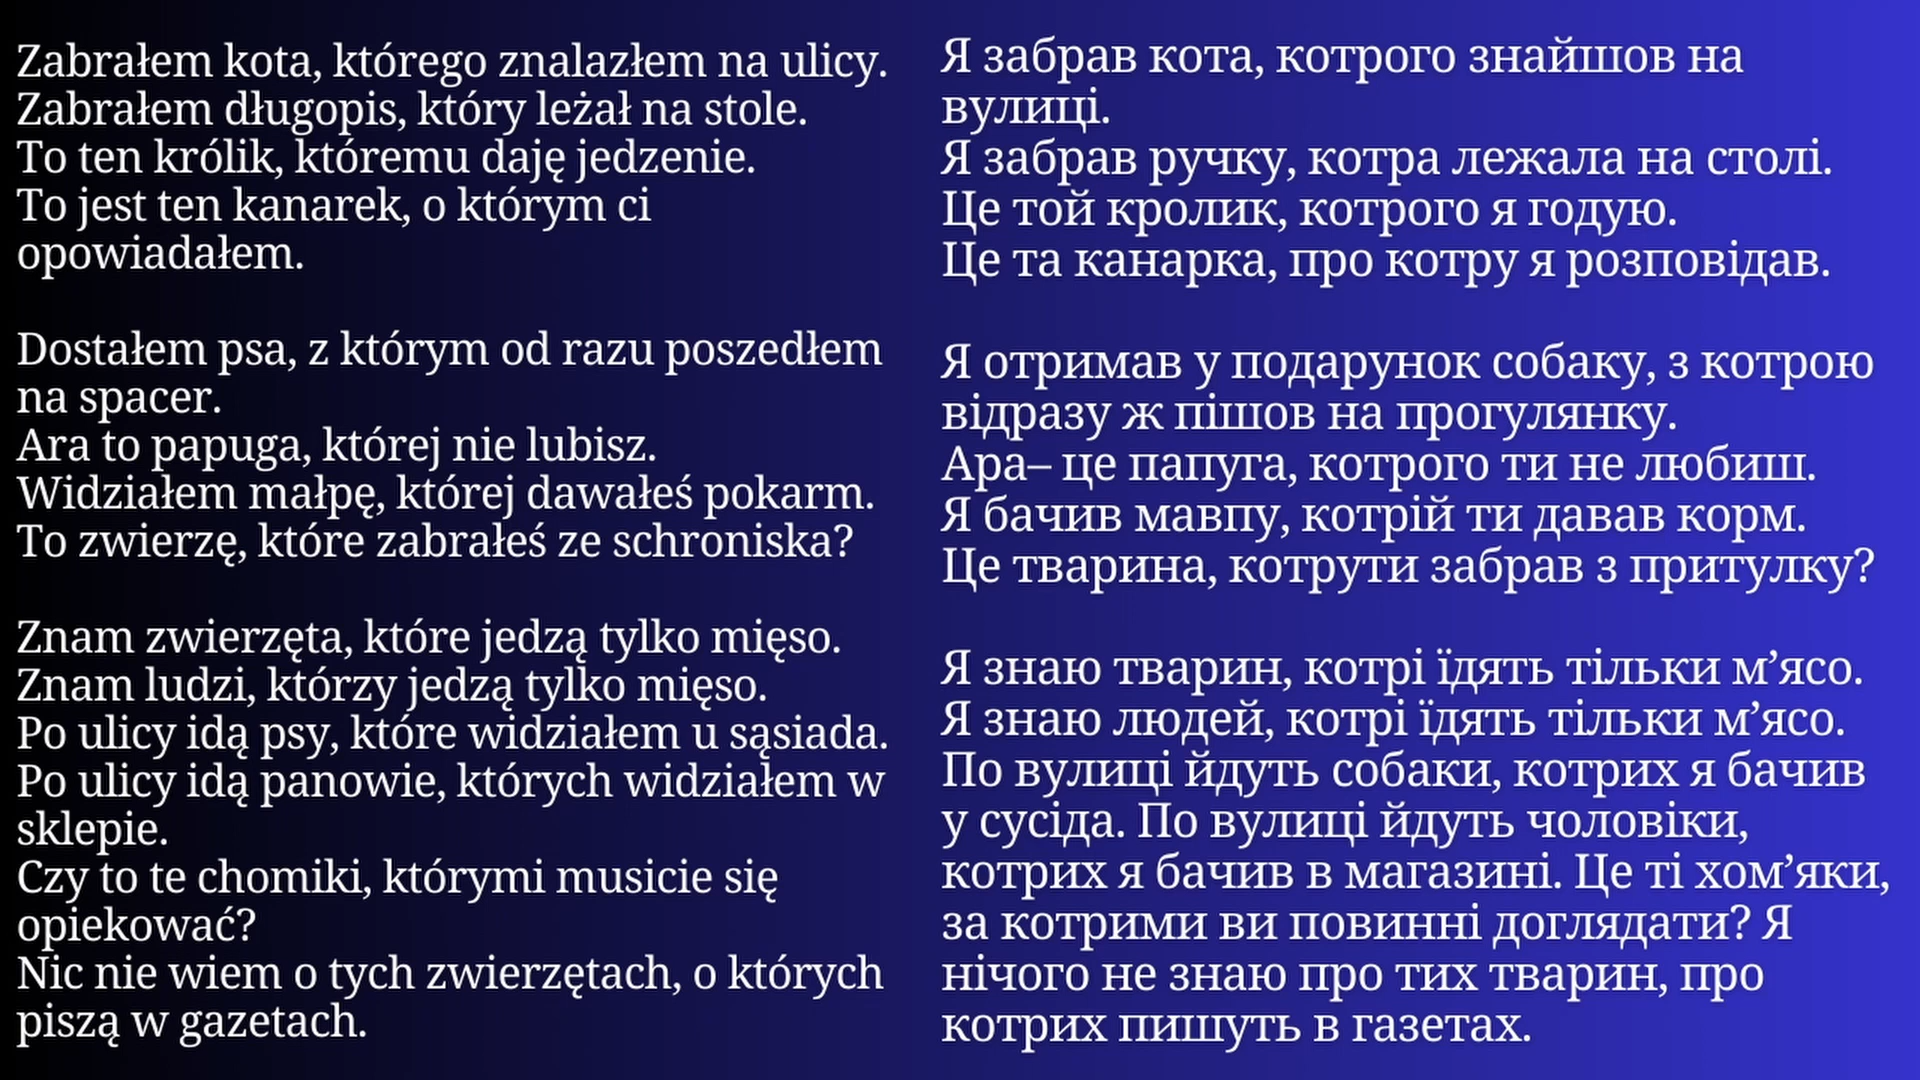 Zabrałem kota, którego znalazłem na ulicy.
Zabrałem długopis, który leżał na stole.
To ten królik, któremu daję jedzenie.
To jest ten kanarek, o którym ci
opowiadałem.
Dostałem psa, z którym od razu poszedłem
na spacer.
Ara to papuga, której nie lubisz.
Widziałem małpę, której dawałeś pokarm.
To zwierzę, które zabrałeś ze schroniska?
Znam zwierzęta, które jedzą tylko mięso.
Znam ludzi, którzy jedzą tylko mięso.
Po ulicy idą psy, które widziałem u sąsiada.
Po ulicy idą panowie, których widziałem w
sklepie.
Czy to te chomiki, którymi musicie się
opiekować?
Nic nie wiem o tych zwierzętach, o których
piszą w gazetach.
Я забрав кота, котрого знайшов на
вулиці.
Я забрав ручку, котра лежала на столі.
Це той кролик, котрого я годую.
Це та канарка, про котру я розповідав.
Я отримав у подарунок собаку, з котрою
відразу ж пішов на прогулянку.
Ара– це папуга, котрого ти не любиш.
Я бачив мавпу, котрій ти давав корм.
Це тварина, котрути забрав з притулку?
Я знаю тварин, котрі їдять тільки м’ясо.
Я знаю людей, котрі їдять тільки м’ясо.
По вулиці йдуть собаки, котрих я бачив
у сусіда. По вулиці йдуть чоловіки,
котрих я бачив в магазині. Це ті хом’яки,
за котрими ви повинні доглядати? Я
нічого не знаю про тих тварин, про
котрих пишуть в газетах.